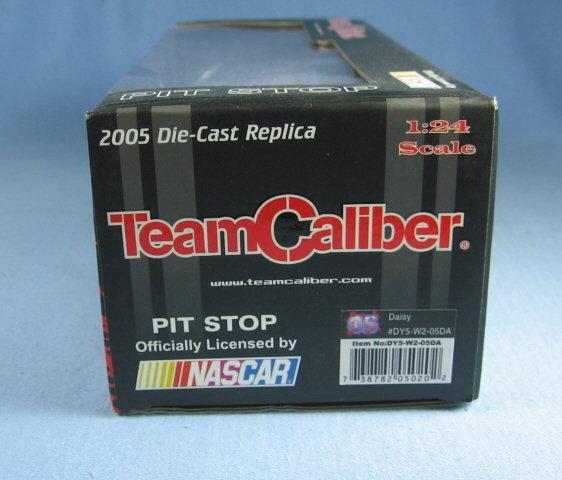 PIT STOP
2005 Die-Cast Replica
1:24
Scale
TeamCaliber®
www.teamcaliber.com
PIT STOP
Officially Licensed by
NASCAR
05
Daisy
#DY5-W2-05DA
Item No:DY5-W2-05DA
7 38782 05020 2